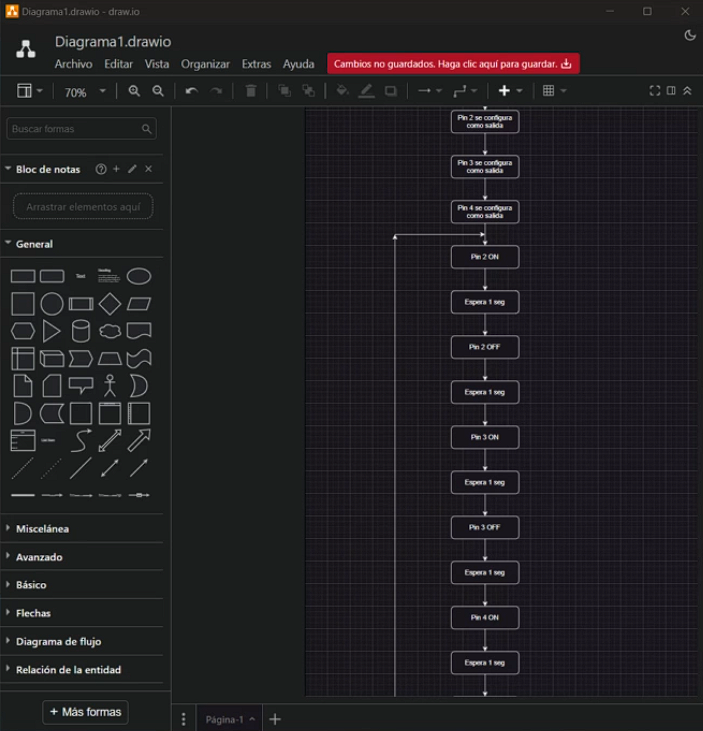 Diagrama1.drawio - draw.io
Diagrama1.drawio
Archivo Editar Vista Organizar Extras Ayuda
Cambios no guardados. Haga clic aquí para guardar.
70%
Buscar formas
Bloc de notas
Arrastrar elementos aquí
General
Text
Heading
Miscelánea
Avanzado
Básico
Flechas
Diagrama de flujo
Relación de la entidad
+ Más formas
Pin 2 se configura
como salida
Pin 3 se configura
como salida
Pin 4 se configura
como salida
Pin 2 ON
Espera 1 seg
Pin 2 OFF
Espera 1 seg
Pin 3 ON
Espera 1 seg
Pin 3 OFF
Espera 1 seg
Pin 4 ON
Espera 1 seg
Página-1